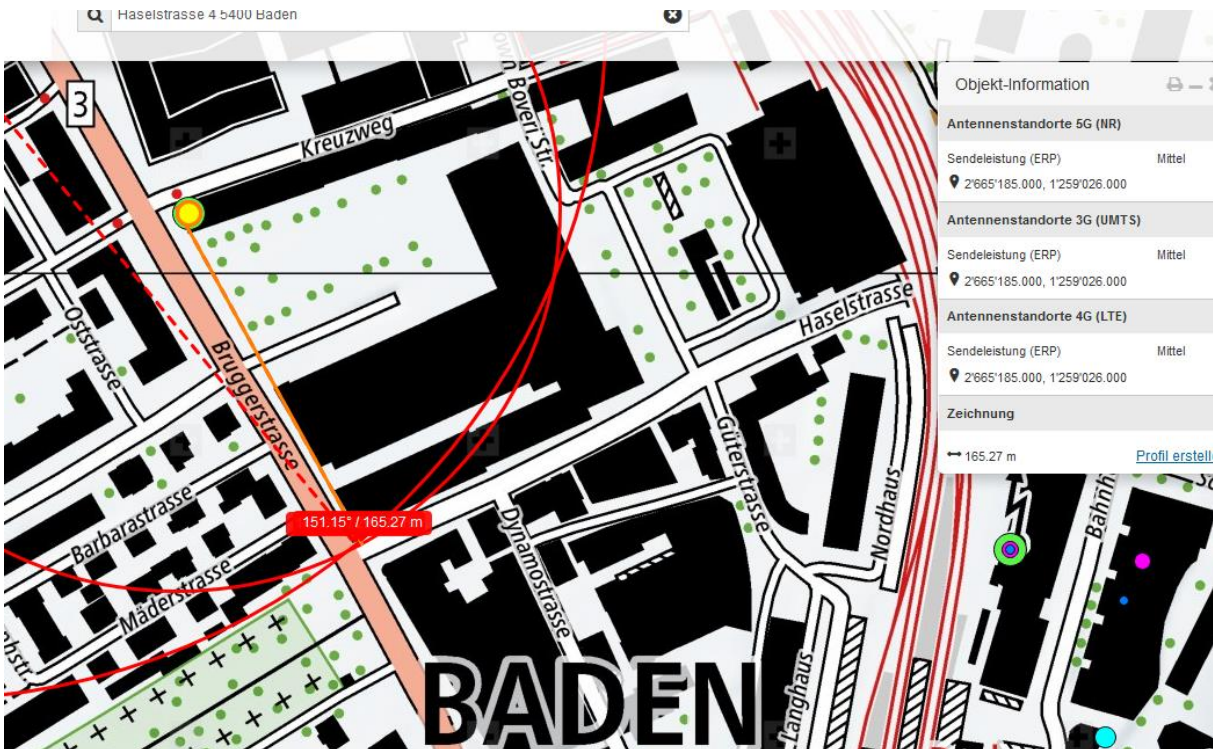 Haselstrasse 4 5400 Baden
Objekt-Information
Antennenstandorte 5G (NR)
Sendeleistung (ERP) Mittel
2'665'185.000, 1'259'026.000
Antennenstandorte 3G (UMTS)
Sendeleistung (ERP) Mittel
2'665'185.000, 1'259'026.000
Antennenstandorte 4G (LTE)
Sendeleistung (ERP) Mittel
2'665'185.000, 1'259'026.000
Zeichnung
165.27 m Profil erstelle
3
Kreuzweg
Boveri Str.
Haselstrasse
Oststrasse
Bruggerstrasse
Güterstrasse
Nordhaus
Bahnh
Barbarastrasse
151.15° / 165.27 m
Dynamostrasse
Mäderstrasse
Langhaus
BADEN